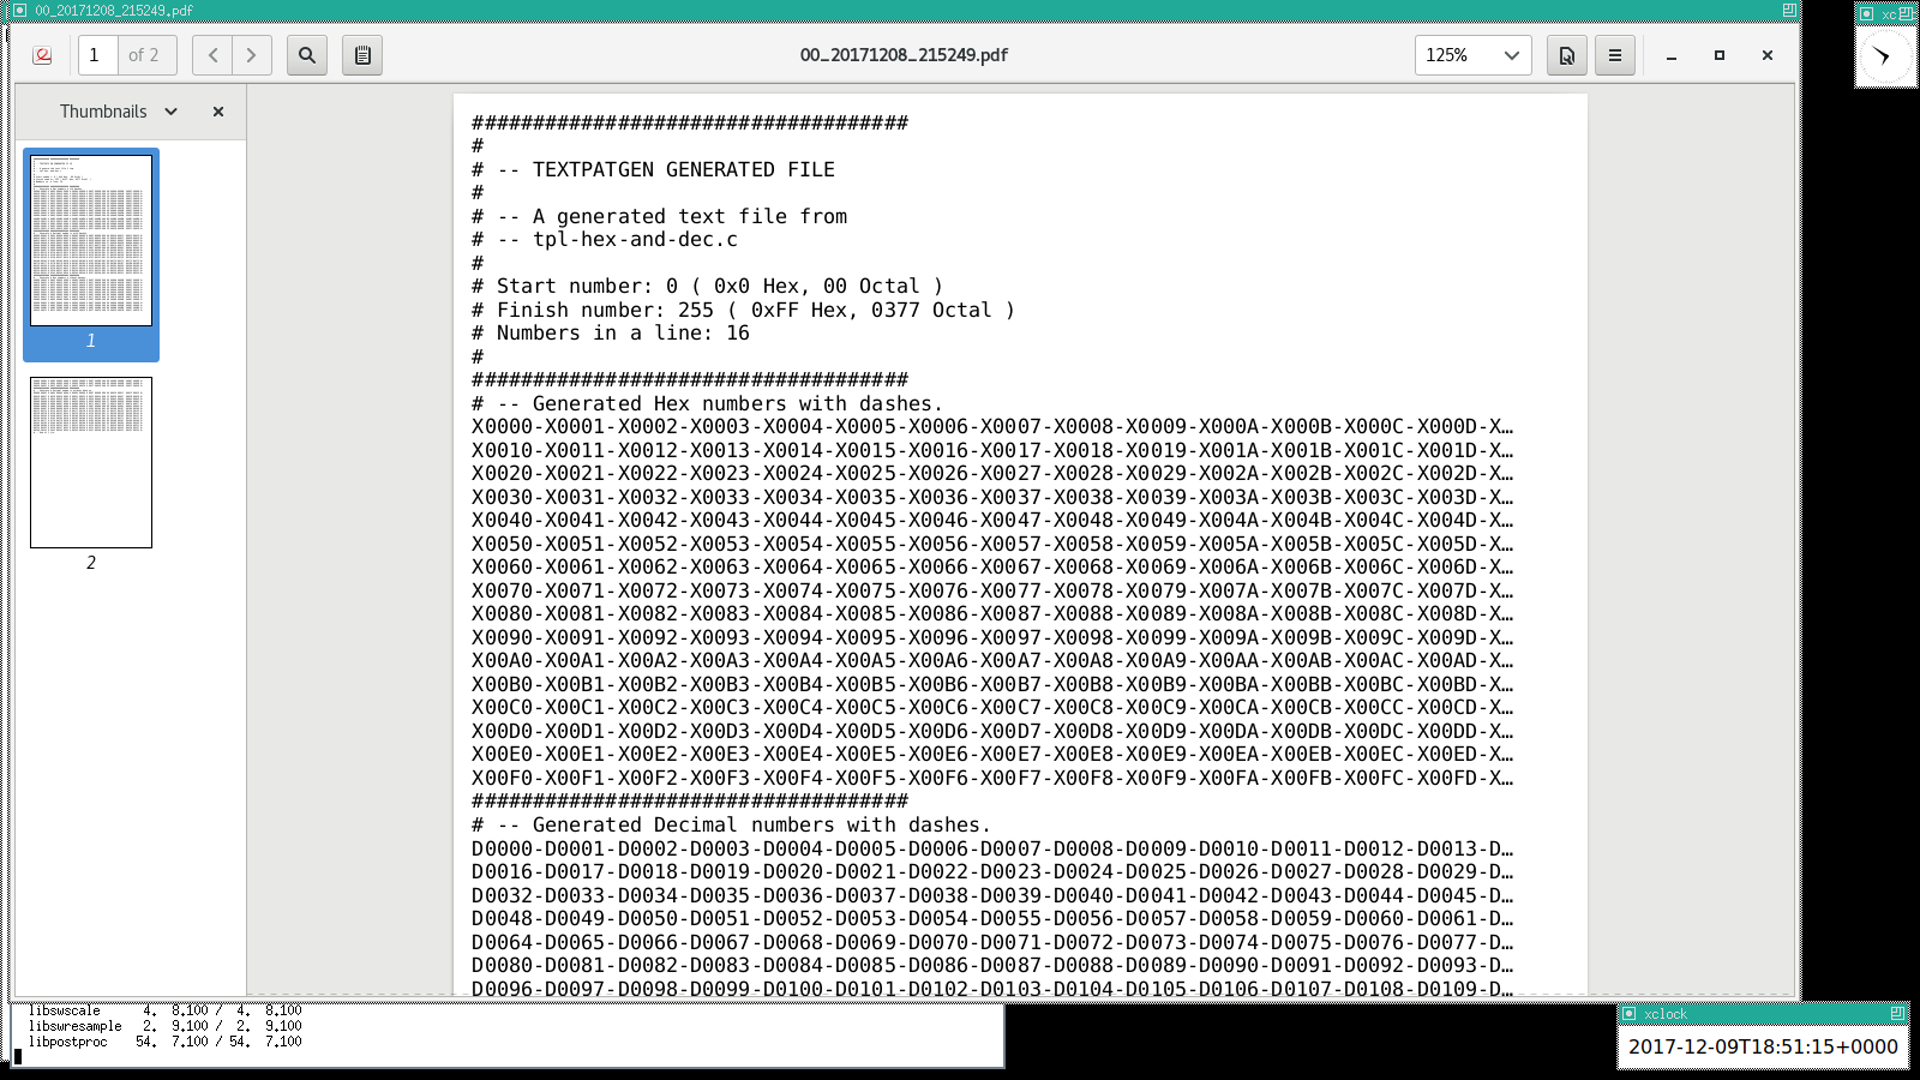 00_20171208_215249.pdf
xc
1 of 2
00_20171208_215249.pdf
125%
Thumbnails
1
2
###################################
#
# -- TEXTPATGEN GENERATED FILE
#
# -- A generated text file from
# -- tpl-hex-and-dec.c
#
# Start number: 0 ( 0x0 Hex, 00 Octal )
# Finish number: 255 ( 0xFF Hex, 0377 Octal )
# Numbers in a line: 16
#
###################################
# -- Generated Hex numbers with dashes.
X0000-X0001-X0002-X0003-X0004-X0005-X0006-X0007-X0008-X0009-X000A-X000B-X000C-X000D-X…
X0010-X0011-X0012-X0013-X0014-X0015-X0016-X0017-X0018-X0019-X001A-X001B-X001C-X001D-X…
X0020-X0021-X0022-X0023-X0024-X0025-X0026-X0027-X0028-X0029-X002A-X002B-X002C-X002D-X…
X0030-X0031-X0032-X0033-X0034-X0035-X0036-X0037-X0038-X0039-X003A-X003B-X003C-X003D-X…
X0040-X0041-X0042-X0043-X0044-X0045-X0046-X0047-X0048-X0049-X004A-X004B-X004C-X004D-X…
X0050-X0051-X0052-X0053-X0054-X0055-X0056-X0057-X0058-X0059-X005A-X005B-X005C-X005D-X…
X0060-X0061-X0062-X0063-X0064-X0065-X0066-X0067-X0068-X0069-X006A-X006B-X006C-X006D-X…
X0070-X0071-X0072-X0073-X0074-X0075-X0076-X0077-X0078-X0079-X007A-X007B-X007C-X007D-X…
X0080-X0081-X0082-X0083-X0084-X0085-X0086-X0087-X0088-X0089-X008A-X008B-X008C-X008D-X…
X0090-X0091-X0092-X0093-X0094-X0095-X0096-X0097-X0098-X0099-X009A-X009B-X009C-X009D-X…
X00A0-X00A1-X00A2-X00A3-X00A4-X00A5-X00A6-X00A7-X00A8-X00A9-X00AA-X00AB-X00AC-X00AD-X…
X00B0-X00B1-X00B2-X00B3-X00B4-X00B5-X00B6-X00B7-X00B8-X00B9-X00BA-X00BB-X00BC-X00BD-X…
X00C0-X00C1-X00C2-X00C3-X00C4-X00C5-X00C6-X00C7-X00C8-X00C9-X00CA-X00CB-X00CC-X00CD-X…
X00D0-X00D1-X00D2-X00D3-X00D4-X00D5-X00D6-X00D7-X00D8-X00D9-X00DA-X00DB-X00DC-X00DD-X…
X00E0-X00E1-X00E2-X00E3-X00E4-X00E5-X00E6-X00E7-X00E8-X00E9-X00EA-X00EB-X00EC-X00ED-X…
X00F0-X00F1-X00F2-X00F3-X00F4-X00F5-X00F6-X00F7-X00F8-X00F9-X00FA-X00FB-X00FC-X00FD-X…
###################################
# -- Generated Decimal numbers with dashes.
D0000-D0001-D0002-D0003-D0004-D0005-D0006-D0007-D0008-D0009-D0010-D0011-D0012-D0013-D…
D0016-D0017-D0018-D0019-D0020-D0021-D0022-D0023-D0024-D0025-D0026-D0027-D0028-D0029-D…
D0032-D0033-D0034-D0035-D0036-D0037-D0038-D0039-D0040-D0041-D0042-D0043-D0044-D0045-D…
D0048-D0049-D0050-D0051-D0052-D0053-D0054-D0055-D0056-D0057-D0058-D0059-D0060-D0061-D…
D0064-D0065-D0066-D0067-D0068-D0069-D0070-D0071-D0072-D0073-D0074-D0075-D0076-D0077-D…
D0080-D0081-D0082-D0083-D0084-D0085-D0086-D0087-D0088-D0089-D0090-D0091-D0092-D0093-D…
D0096-D0097-D0098-D0099-D0100-D0101-D0102-D0103-D0104-D0105-D0106-D0107-D0108-D0109-D…
libswscale 4. 8.100 / 4. 8.100
libswresample 2. 9.100 / 2. 9.100
libpostproc 54. 7.100 / 54. 7.100
xclock
2017-12-09T18:51:15+0000